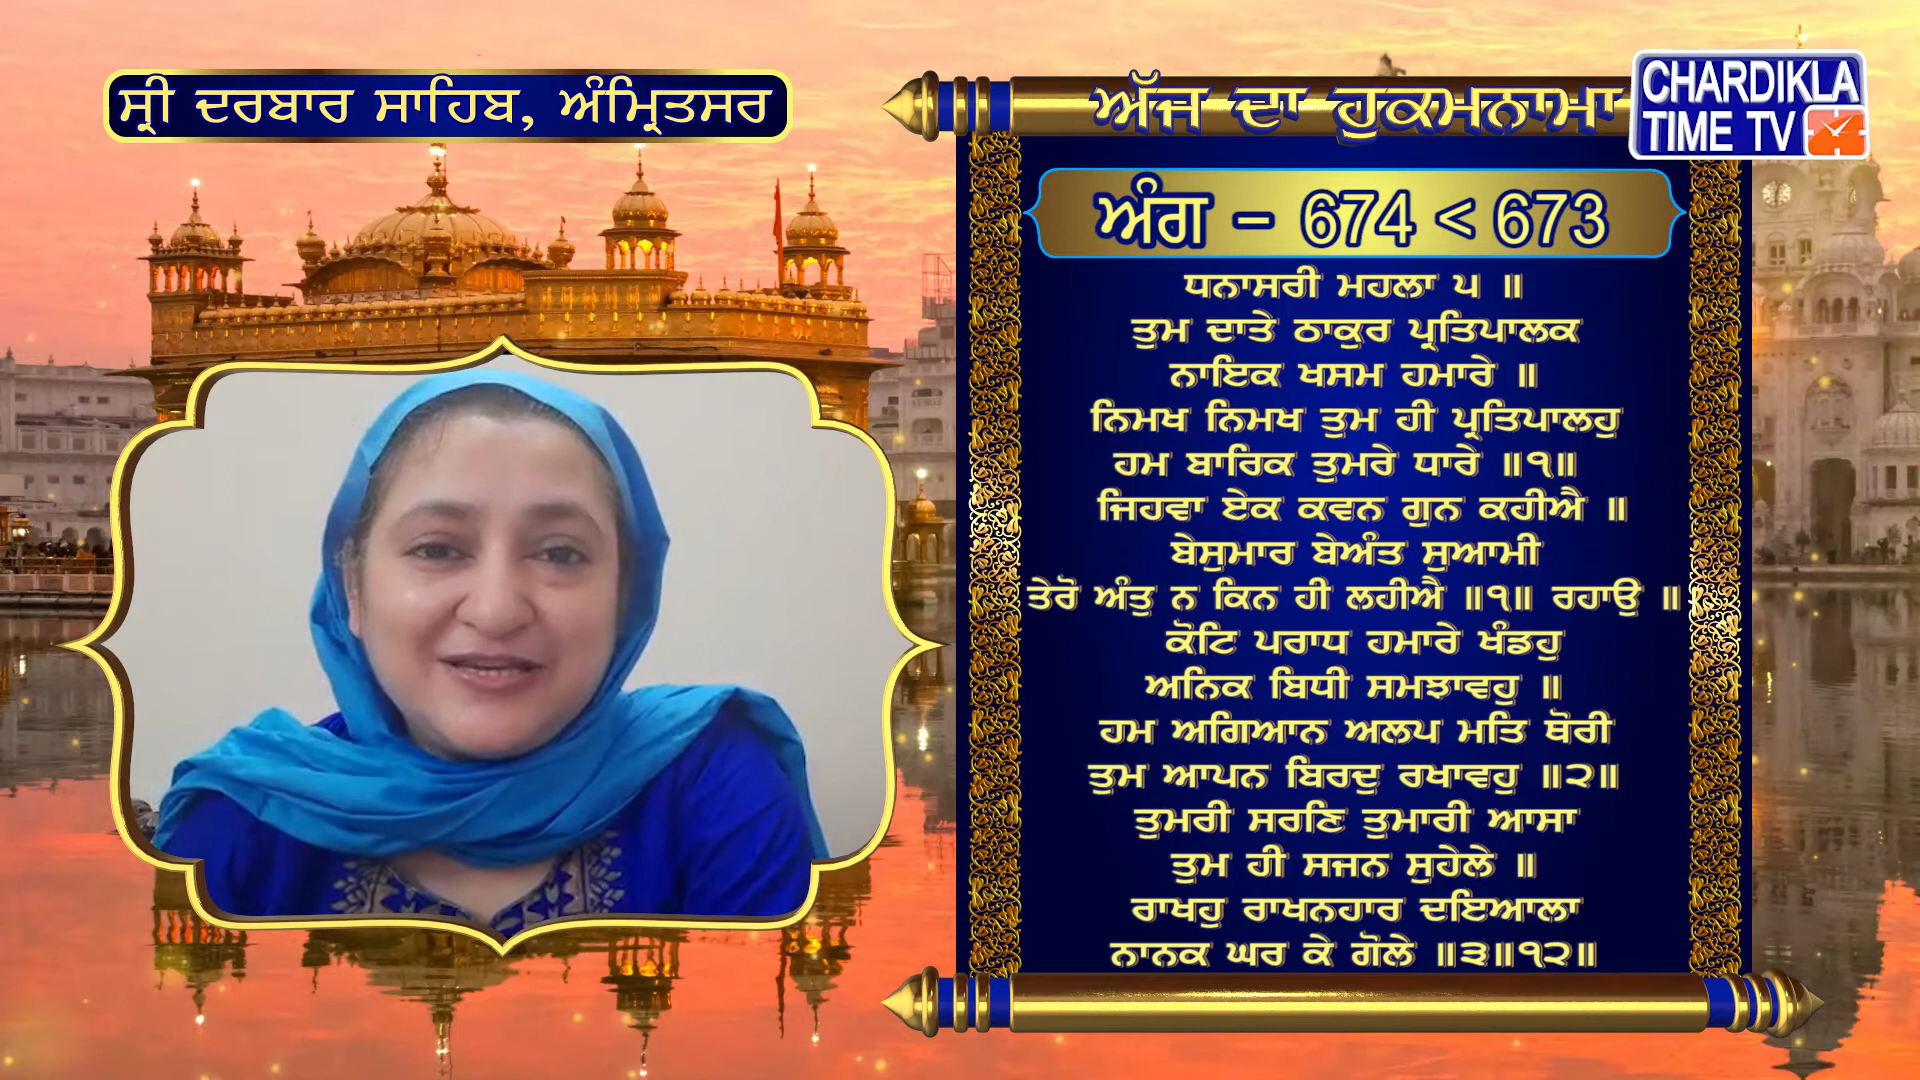 ਸ੍ਰੀ ਦਰਬਾਰ ਸਾਹਿਬ, ਅੰਮ੍ਰਿਤਸਰ
ਅੱਜ ਦਾ ਹੁਕਮਨਾਮਾ
CHARDIKLA
TIME TV
ਅੰਗ - 674 < 673
ਧਨਾਸਰੀ ਮਹਲਾ ੫ ॥
ਤੁਮ ਦਾਤੇ ਠਾਕੁਰ ਪ੍ਰਤਿਪਾਲਕ
ਨਾਇਕ ਖਸਮ ਹਮਾਰੇ ॥
ਨਿਮਖ ਨਿਮਖ ਤੁਮ ਹੀ ਪ੍ਰਤਿਪਾਲਹੁ
ਹਮ ਬਾਰਿਕ ਤੁਮਰੇ ਧਾਰੇ ॥੧॥
ਜਿਹਵਾ ਏਕ ਕਵਨ ਗੁਨ ਕਹੀਐ ॥
ਬੇਸੁਮਾਰ ਬੇਅੰਤ ਸੁਆਮੀ
ਤੇਰੋ ਅੰਤੁ ਨ ਕਿਨ ਹੀ ਲਹੀਐ ॥੧॥ ਰਹਾਉ ॥
ਕੋਟਿ ਪਰਾਧ ਹਮਾਰੇ ਖੰਡਹੁ
ਅਨਿਕ ਬਿਧੀ ਸਮਝਾਵਹੁ ॥
ਹਮ ਅਗਿਆਨ ਅਲਪ ਮਤਿ ਥੋਰੀ
ਤੁਮ ਆਪਨ ਬਿਰਦੁ ਰਖਾਵਹੁ ॥੨॥
ਤੁਮਰੀ ਸਰਣਿ ਤੁਮਾਰੀ ਆਸਾ
ਤੁਮ ਹੀ ਸਜਨ ਸੁਹੇਲੇ ॥
ਰਾਖਹੁ ਰਾਖਨਹਾਰ ਦਇਆਲਾ
ਨਾਨਕ ਘਰ ਕੇ ਗੋਲੇ ॥੩॥੧੨॥